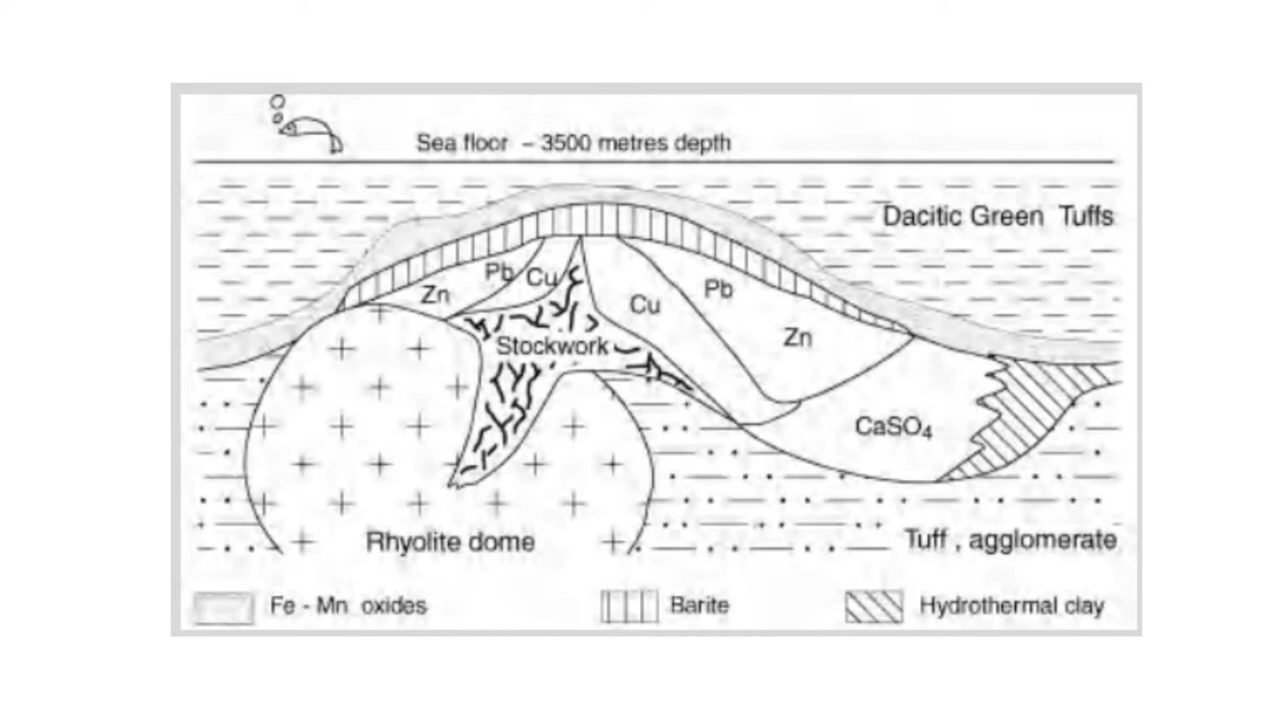 Sea floor – 3500 metres depth
Dacitic Green Tuffs
Pb
Cu
Zn
Cu
Pb
Zn
Stockwork
CaSO₄
Rhyolite dome
Tuff , agglomerate
Fe - Mn oxides
Barite
Hydrothermal clay